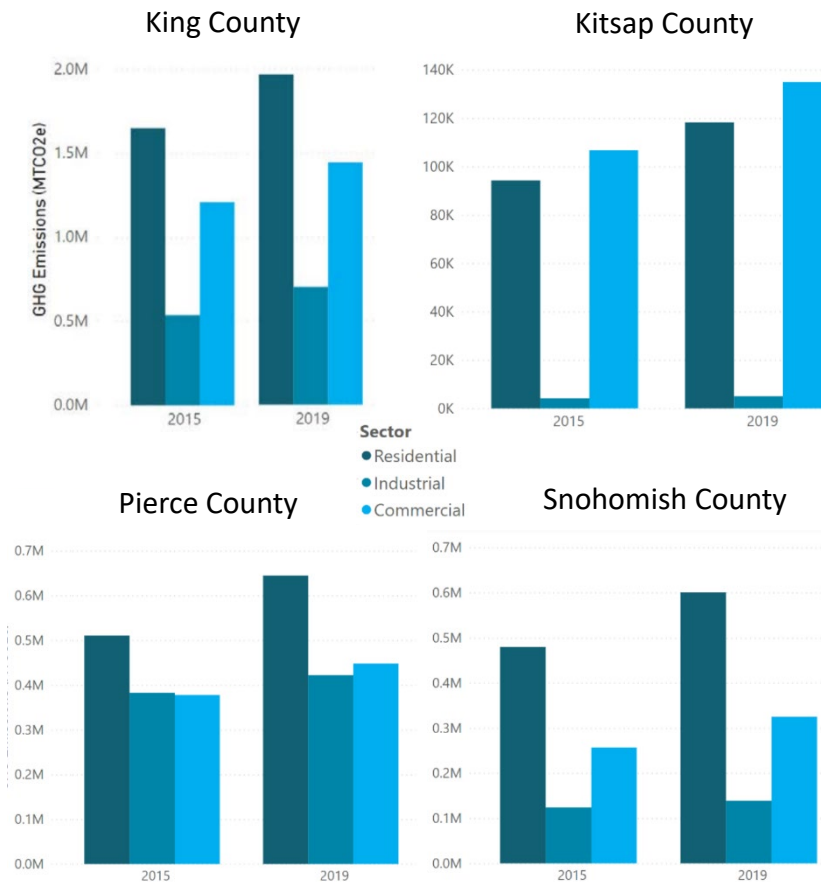 King County
Kitsap County
GHG Emissions (MTCO2e)
2.0M
1.5M
1.0M
0.5M
0.0M
2015
2019
140K
120K
100K
80K
60K
40K
20K
0K
2015
2019
Sector
Residential
Industrial
Commercial
Pierce County
Snohomish County
0.7M
0.6M
0.5M
0.4M
0.3M
0.2M
0.1M
0.0M
2015
2019
0.7M
0.6M
0.5M
0.4M
0.3M
0.2M
0.1M
0.0M
2015
2019